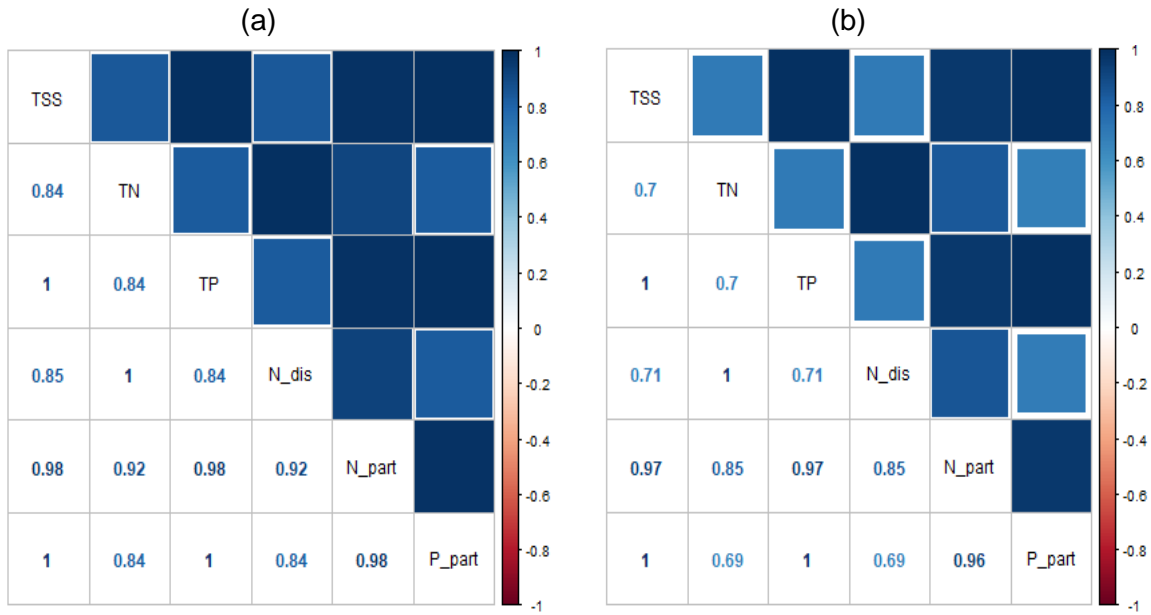 (a)
TSS
0.84 TN
1 0.84 TP
0.85 1 0.84 N_dis
0.98 0.92 0.98 0.92 N_part
1 0.84 1 0.84 0.98 P_part
1
0.8
0.6
0.4
0.2
0
-0.2
-0.4
-0.6
-0.8
-1
(b)
TSS
0.7 TN
1 0.7 TP
0.71 1 0.71 N_dis
0.97 0.85 0.97 0.85 N_part
1 0.69 1 0.69 0.96 P_part
1
0.8
0.6
0.4
0.2
0
-0.2
-0.4
-0.6
-0.8
-1